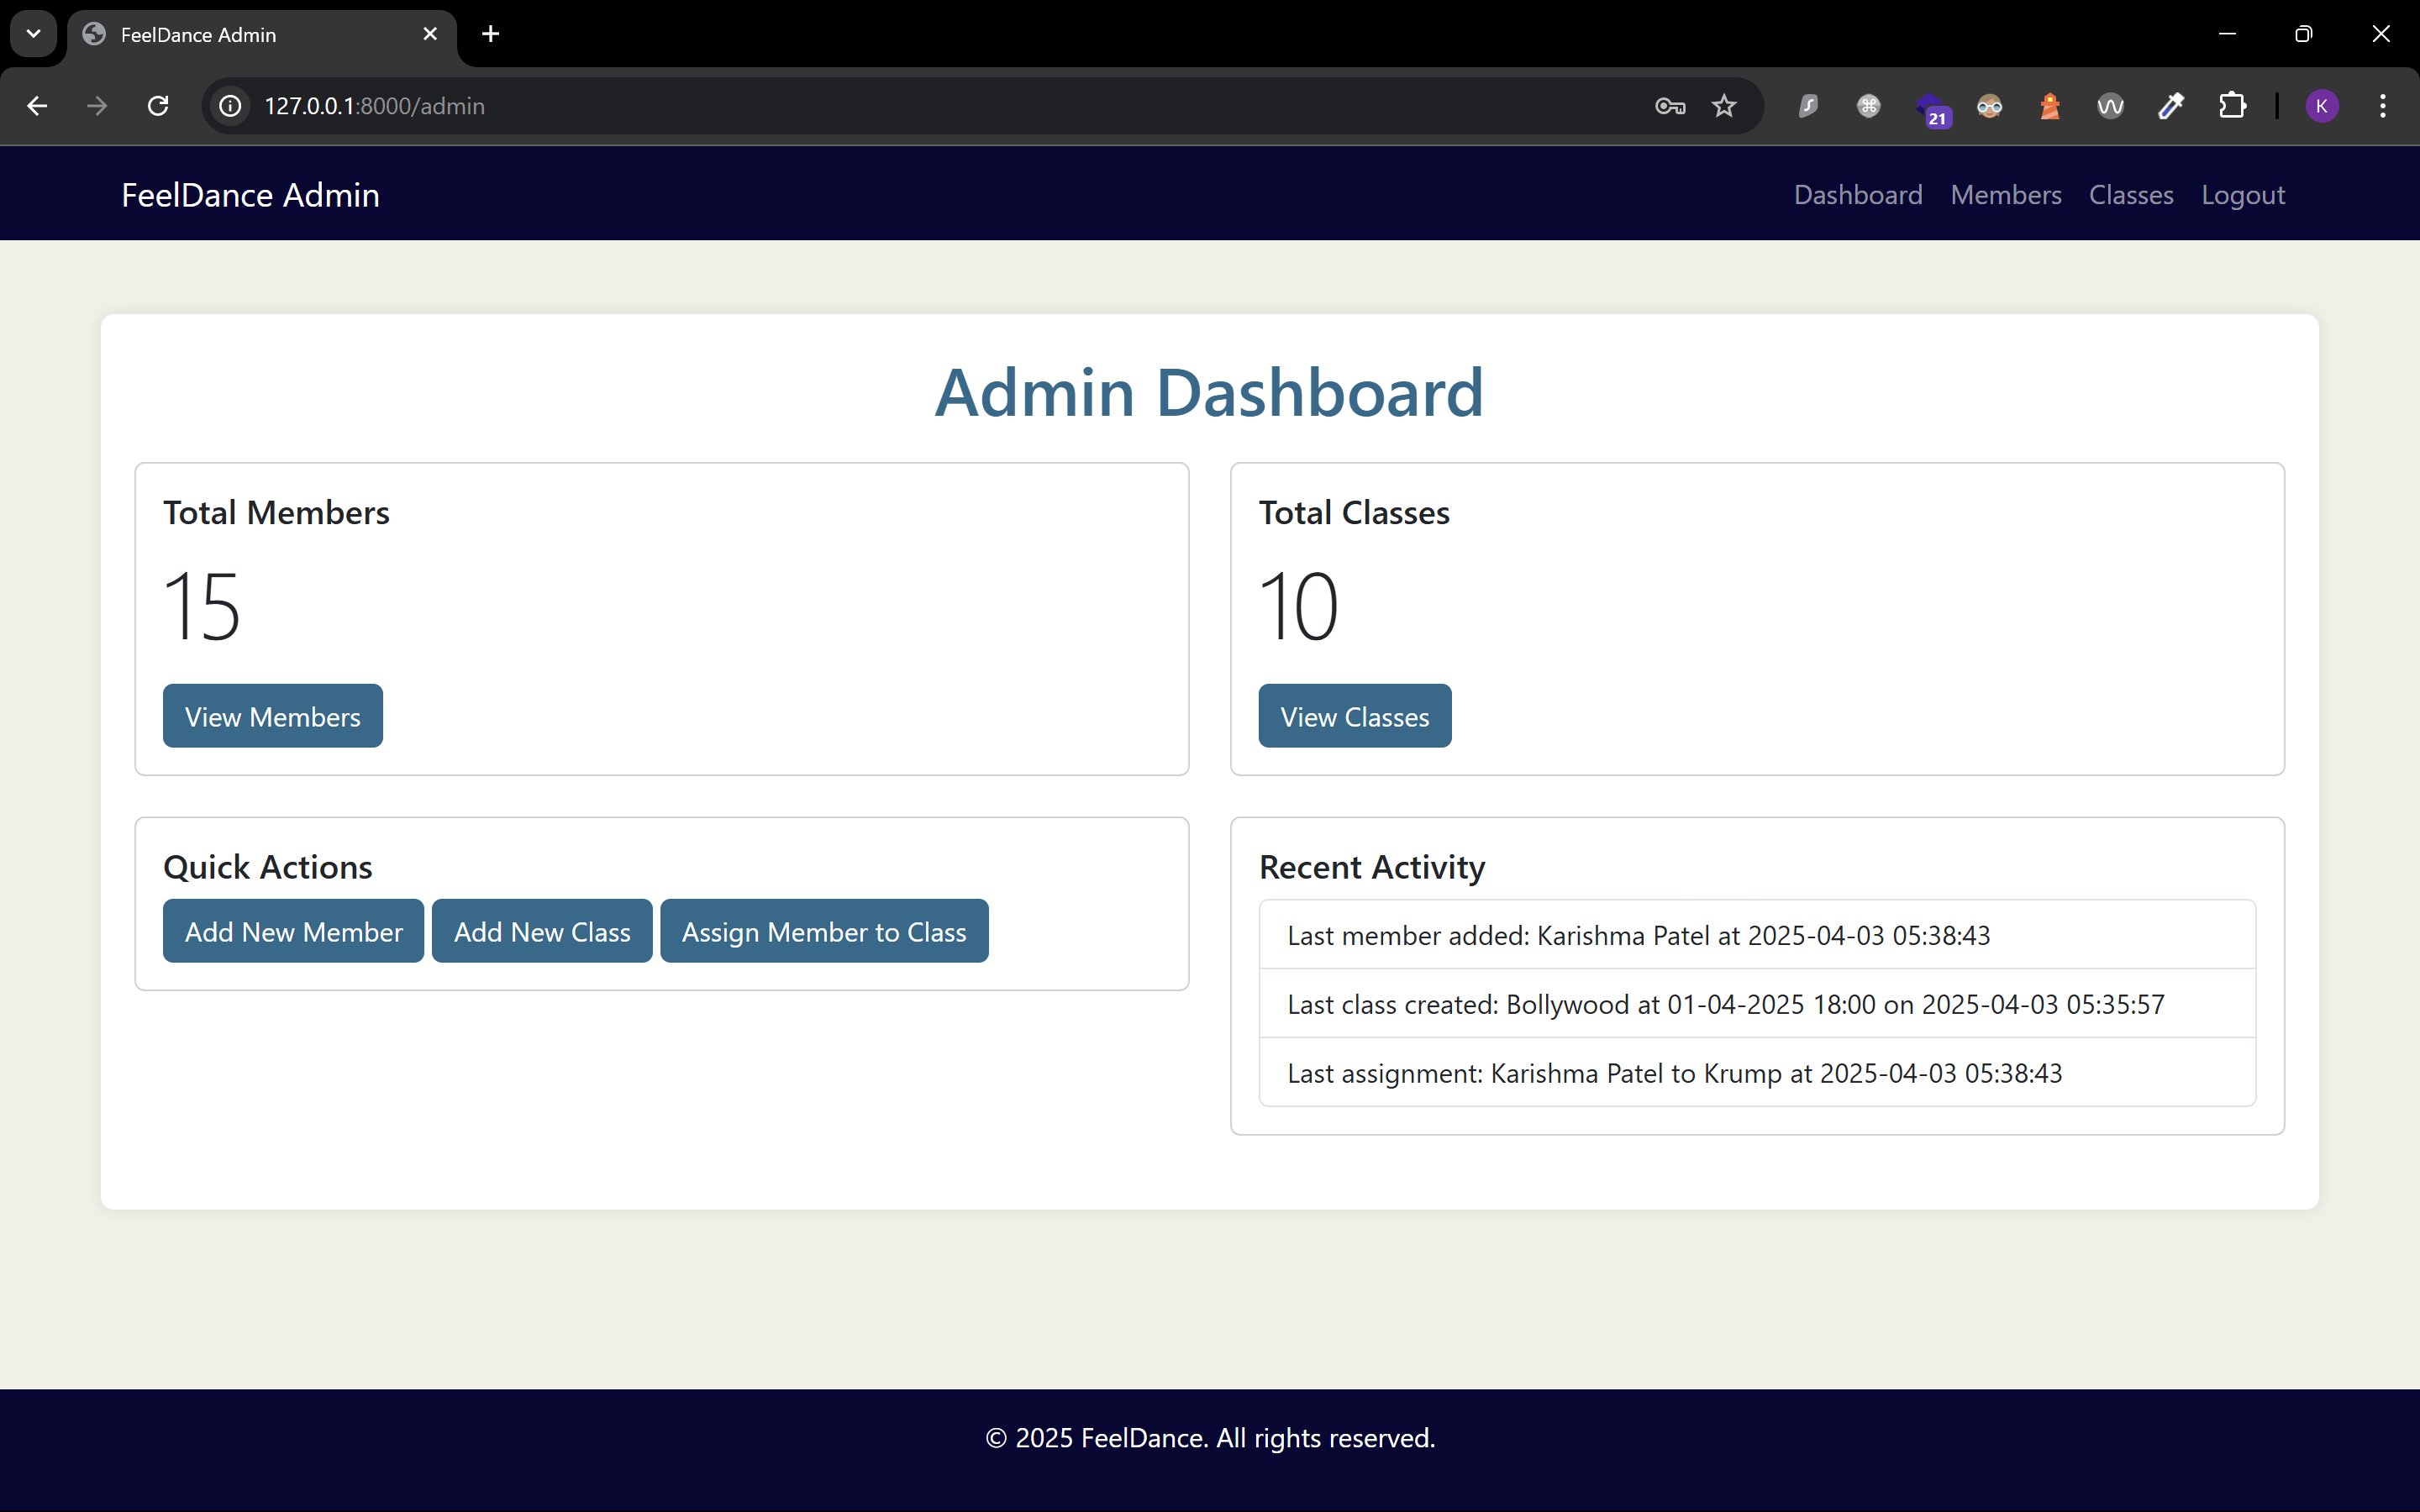 FeelDance Admin
127.0.0.1:8000/admin
21
K
FeelDance Admin
Dashboard Members Classes Logout
Admin Dashboard
Total Members
15
View Members
Total Classes
10
View Classes
Quick Actions
Add New Member Add New Class Assign Member to Class
Recent Activity
Last member added: Karishma Patel at 2025-04-03 05:38:43
Last class created: Bollywood at 01-04-2025 18:00 on 2025-04-03 05:35:57
Last assignment: Karishma Patel to Krump at 2025-04-03 05:38:43
© 2025 FeelDance. All rights reserved.